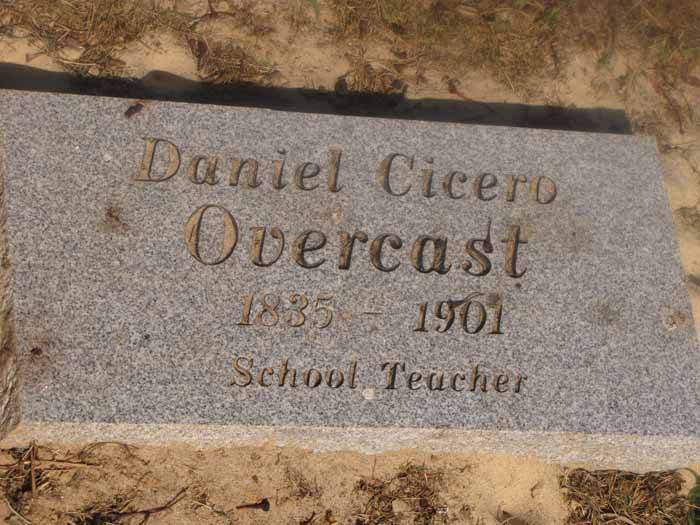 Daniel Cicero
Overcast
1835 - 1901
School Teacher